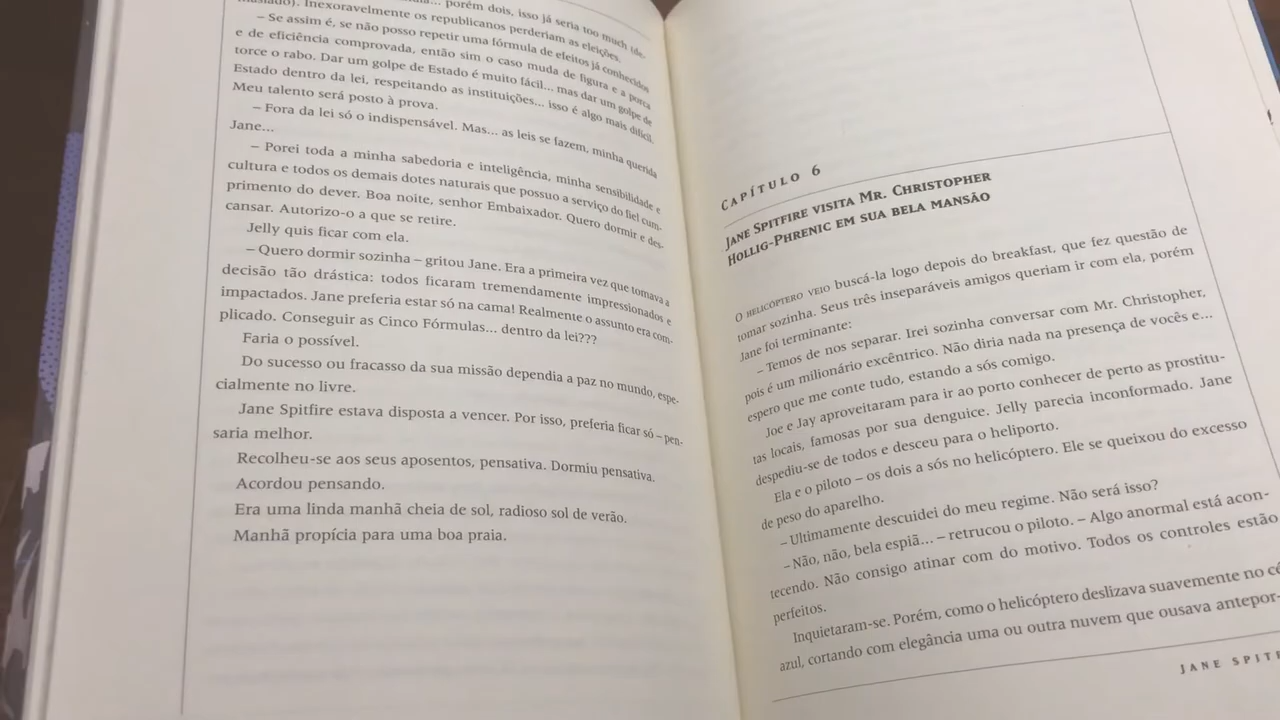 porém dois, isso já seria too much (de-
masiado). Inexoravelmente os republicanos perderiam as eleições.
– Se assim é, se não posso repetir uma fórmula de efeitos já conhecidos
e de eficiência comprovada, então sim o caso muda de figura e a porca
torce o rabo. Dar um golpe de Estado é muito fácil... mas dar um golpe de
Estado dentro da lei, respeitando as instituições... isso é algo mais difícil.
Meu talento será posto à prova.
– Fora da lei só o indispensável. Mas... as leis se fazem, minha querida
Jane...
– Porei toda a minha sabedoria e inteligência, minha sensibilidade e
cultura e todos os demais dotes naturais que possuo a serviço do fiel cum-
primento do dever. Boa noite, senhor Embaixador. Quero dormir e des-
cansar. Autorizo-o a que se retire.
Jelly quis ficar com ela.
– Quero dormir sozinha – gritou Jane. Era a primeira vez que tomava a
decisão tão drástica: todos ficaram tremendamente impressionados e
impactados. Jane preferia estar só na cama! Realmente o assunto era com-
plicado. Conseguir as Cinco Fórmulas... dentro da lei???
Faria o possível.
Do sucesso ou fracasso da sua missão dependia a paz no mundo, espe-
cialmente no livre.
Jane Spitfire estava disposta a vencer. Por isso, preferia ficar só – pen-
saria melhor.
Recolheu-se aos seus aposentos, pensativa. Dormiu pensativa.
Acordou pensando.
Era uma linda manhã cheia de sol, radioso sol de verão.
Manhã propícia para uma boa praia.
CAPÍTULO 6
JANE SPITFIRE VISITA MR. CHRISTOPHER
HOLLIG-PHRENIC EM SUA BELA MANSÃO
O HELICÓPTERO VEIO buscá-la logo depois do breakfast, que fez questão de
tomar sozinha. Seus três inseparáveis amigos queriam ir com ela, porém
Jane foi terminante:
– Temos de nos separar. Irei sozinha conversar com Mr. Christopher,
pois é um milionário excêntrico. Não diria nada na presença de vocês e...
espero que me conte tudo, estando a sós comigo.
Joe e Jay aproveitaram para ir ao porto conhecer de perto as prostitu-
tas locais, famosas por sua denguice. Jelly parecia inconformado. Jane
despediu-se de todos e desceu para o heliporto.
Ela e o piloto – os dois a sós no helicóptero. Ele se queixou do excesso
de peso do aparelho.
– Ultimamente descuidei do meu regime. Não será isso?
– Não, não, bela espiã... – retrucou o piloto. – Algo anormal está acon-
tecendo. Não consigo atinar com do motivo. Todos os controles estão
perfeitos.
Inquietaram-se. Porém, como o helicóptero deslizava suavemente no cé
azul, cortando com elegância uma ou outra nuvem que ousava antepor-
JANE SPITF